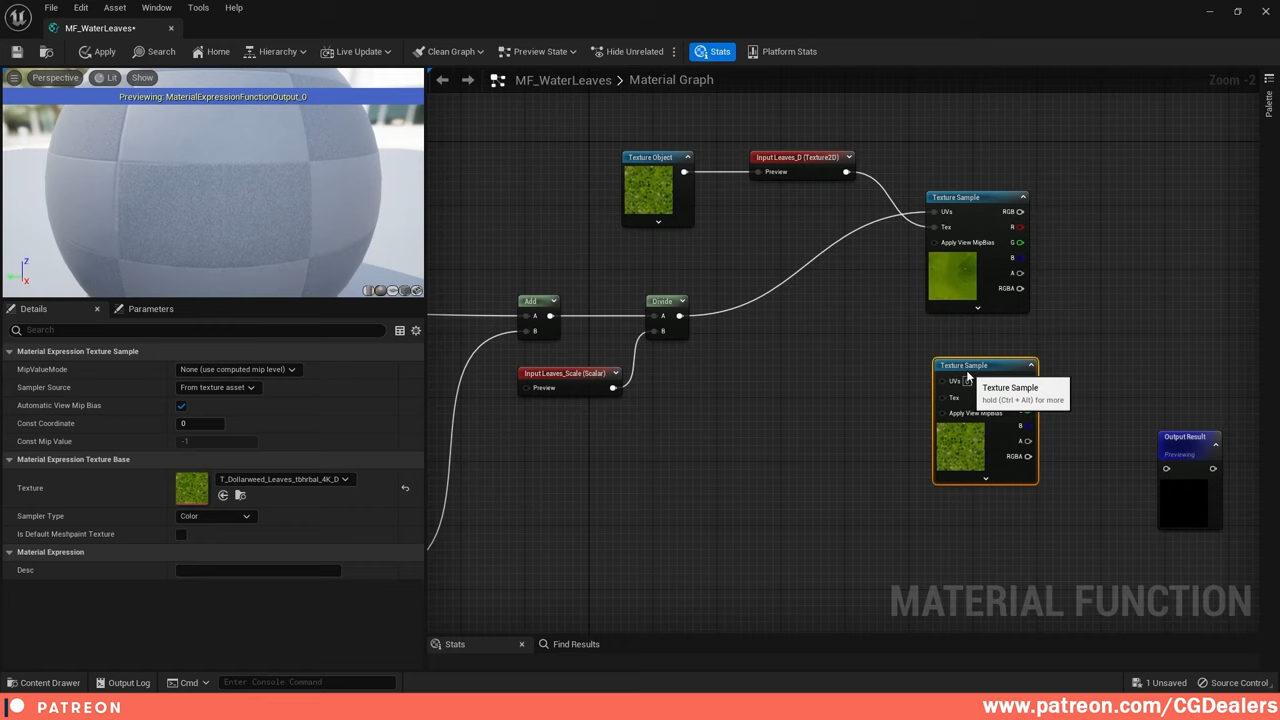 File Edit Asset Window Tools Help
MF_WaterLeaves•
Apply Search Home Hierarchy Live Update Clean Graph Preview State Hide Unrelated Stats Platform Stats
Perspective Lit Show
MF_WaterLeaves > Material Graph Zoom -2
Palette
Previewing: MaterialExpressionFunctionOutput_0
Texture Object
Input Leaves_D (Texture2D)
Preview
Texture Sample
UVs RGB
Tex R
Apply View MipBias G
B
A
RGBA
Z
X
Add
A
B
Divide
A
B
Input Leaves_Scale (Scalar)
Preview
Texture Sample
UVs
Tex
Apply View MipBias
B
A
RGBA
Texture Sample
hold (Ctrl + Alt) for more
Output Result
Previewing
MATERIAL FUNCTION
Details Parameters
Search
Material Expression Texture Sample
MipValueMode None (use computed mip level)
Sampler Source From texture asset
Automatic View Mip Bias
Const Coordinate 0
Const Mip Value -1
Material Expression Texture Base
Texture T_Dollarweed_Leaves_tbhrbal_4K_D
Sampler Type Color
Is Default Meshpaint Texture
Material Expression
Desc
Stats Find Results
Content Drawer Output Log Cmd Enter Console Command 1 Unsaved Source Control
PATREON www.patreon.com/CGDealers